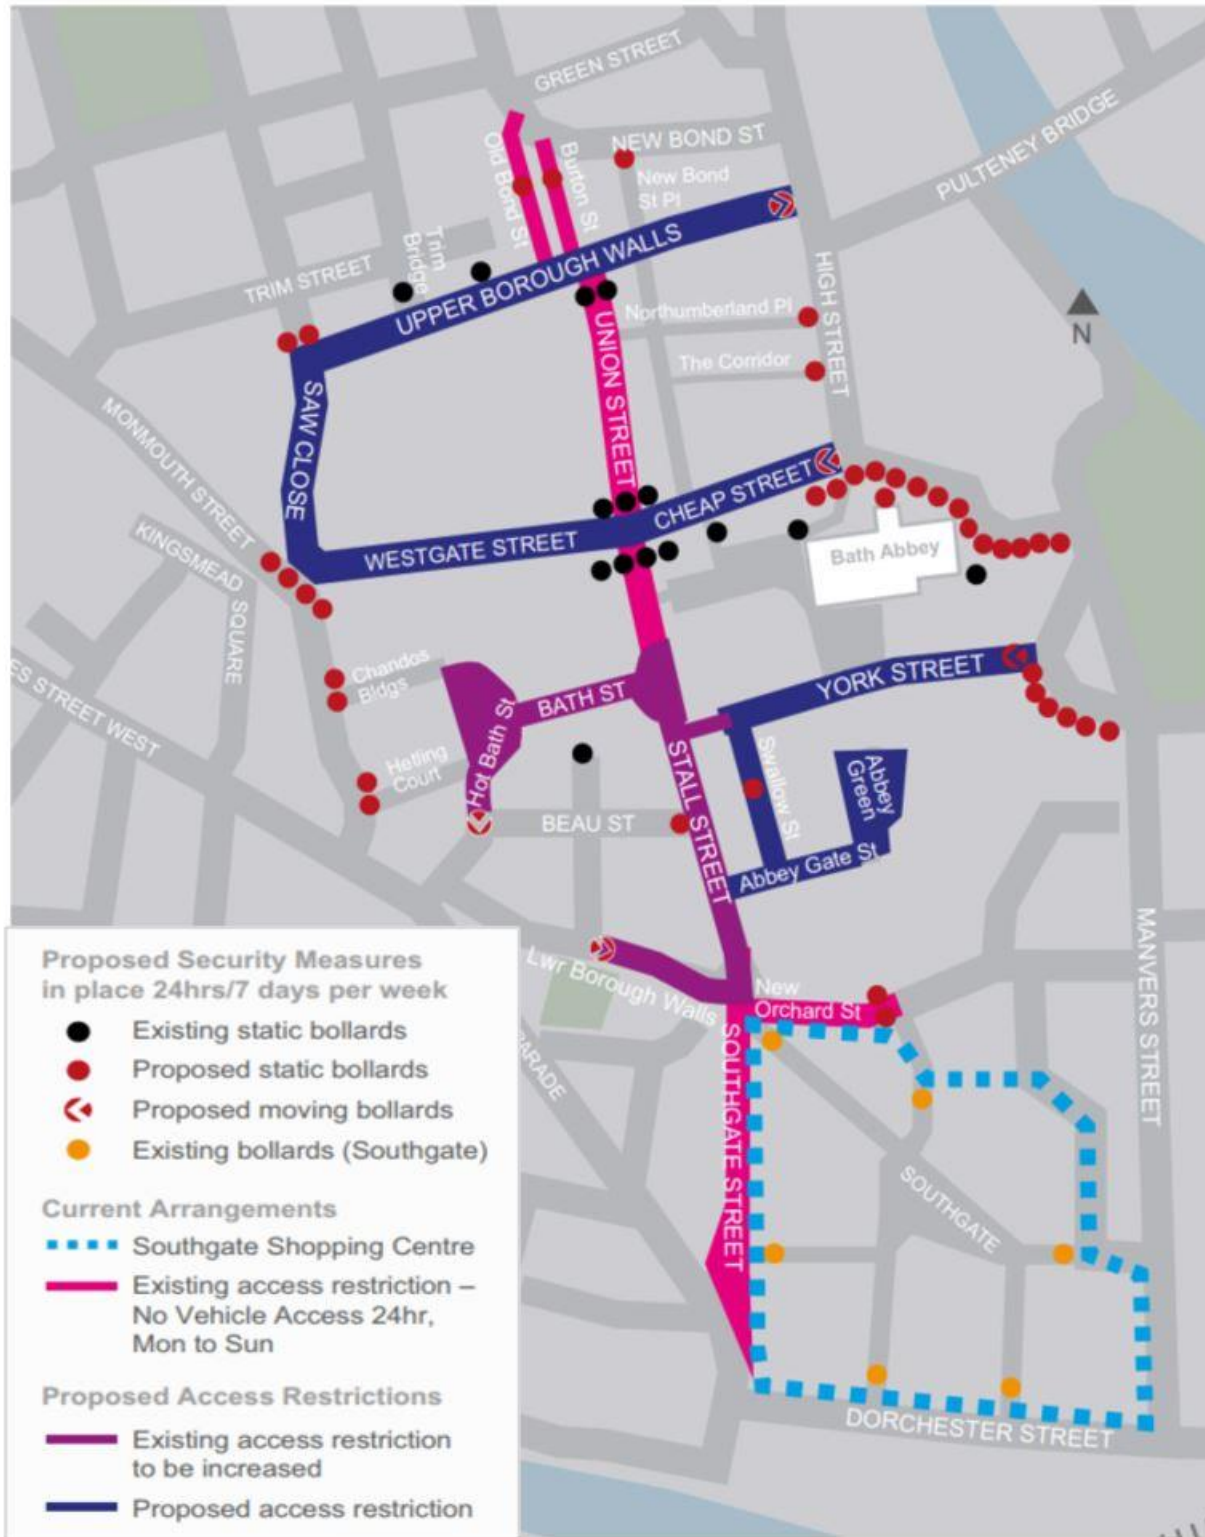 GREEN STREET
NEW BOND ST
Old Bond St
Burton St
New Bond
St Pl
PULTENEY BRIDGE
Trim
Bridge
TRIM STREET
UPPER BOROUGH WALLS
HIGH STREET
Northumberland Pl
N
The Corridor
UNION STREET
SAW CLOSE
MONMOUTH STREET
CHEAP STREET
WESTGATE STREET
Bath Abbey
KINGSMEAD
SQUARE
Chandos
Bldgs
YORK STREET
ES STREET WEST
BATH ST
Hot Bath St
Hetling
Court
STALL STREET
Swallow St
Abbey
Green
BEAU ST
Abbey Gate St
MANVERS STREET
Lwr Borough Walls
New
Orchard St
PARADE
SOUTHGATE STREET
SOUTHGATE
DORCHESTER STREET
Proposed Security Measures
in place 24hrs/7 days per week
Existing static bollards
Proposed static bollards
Proposed moving bollards
Existing bollards (Southgate)
Current Arrangements
Southgate Shopping Centre
Existing access restriction –
No Vehicle Access 24hr,
Mon to Sun
Proposed Access Restrictions
Existing access restriction
to be increased
Proposed access restriction